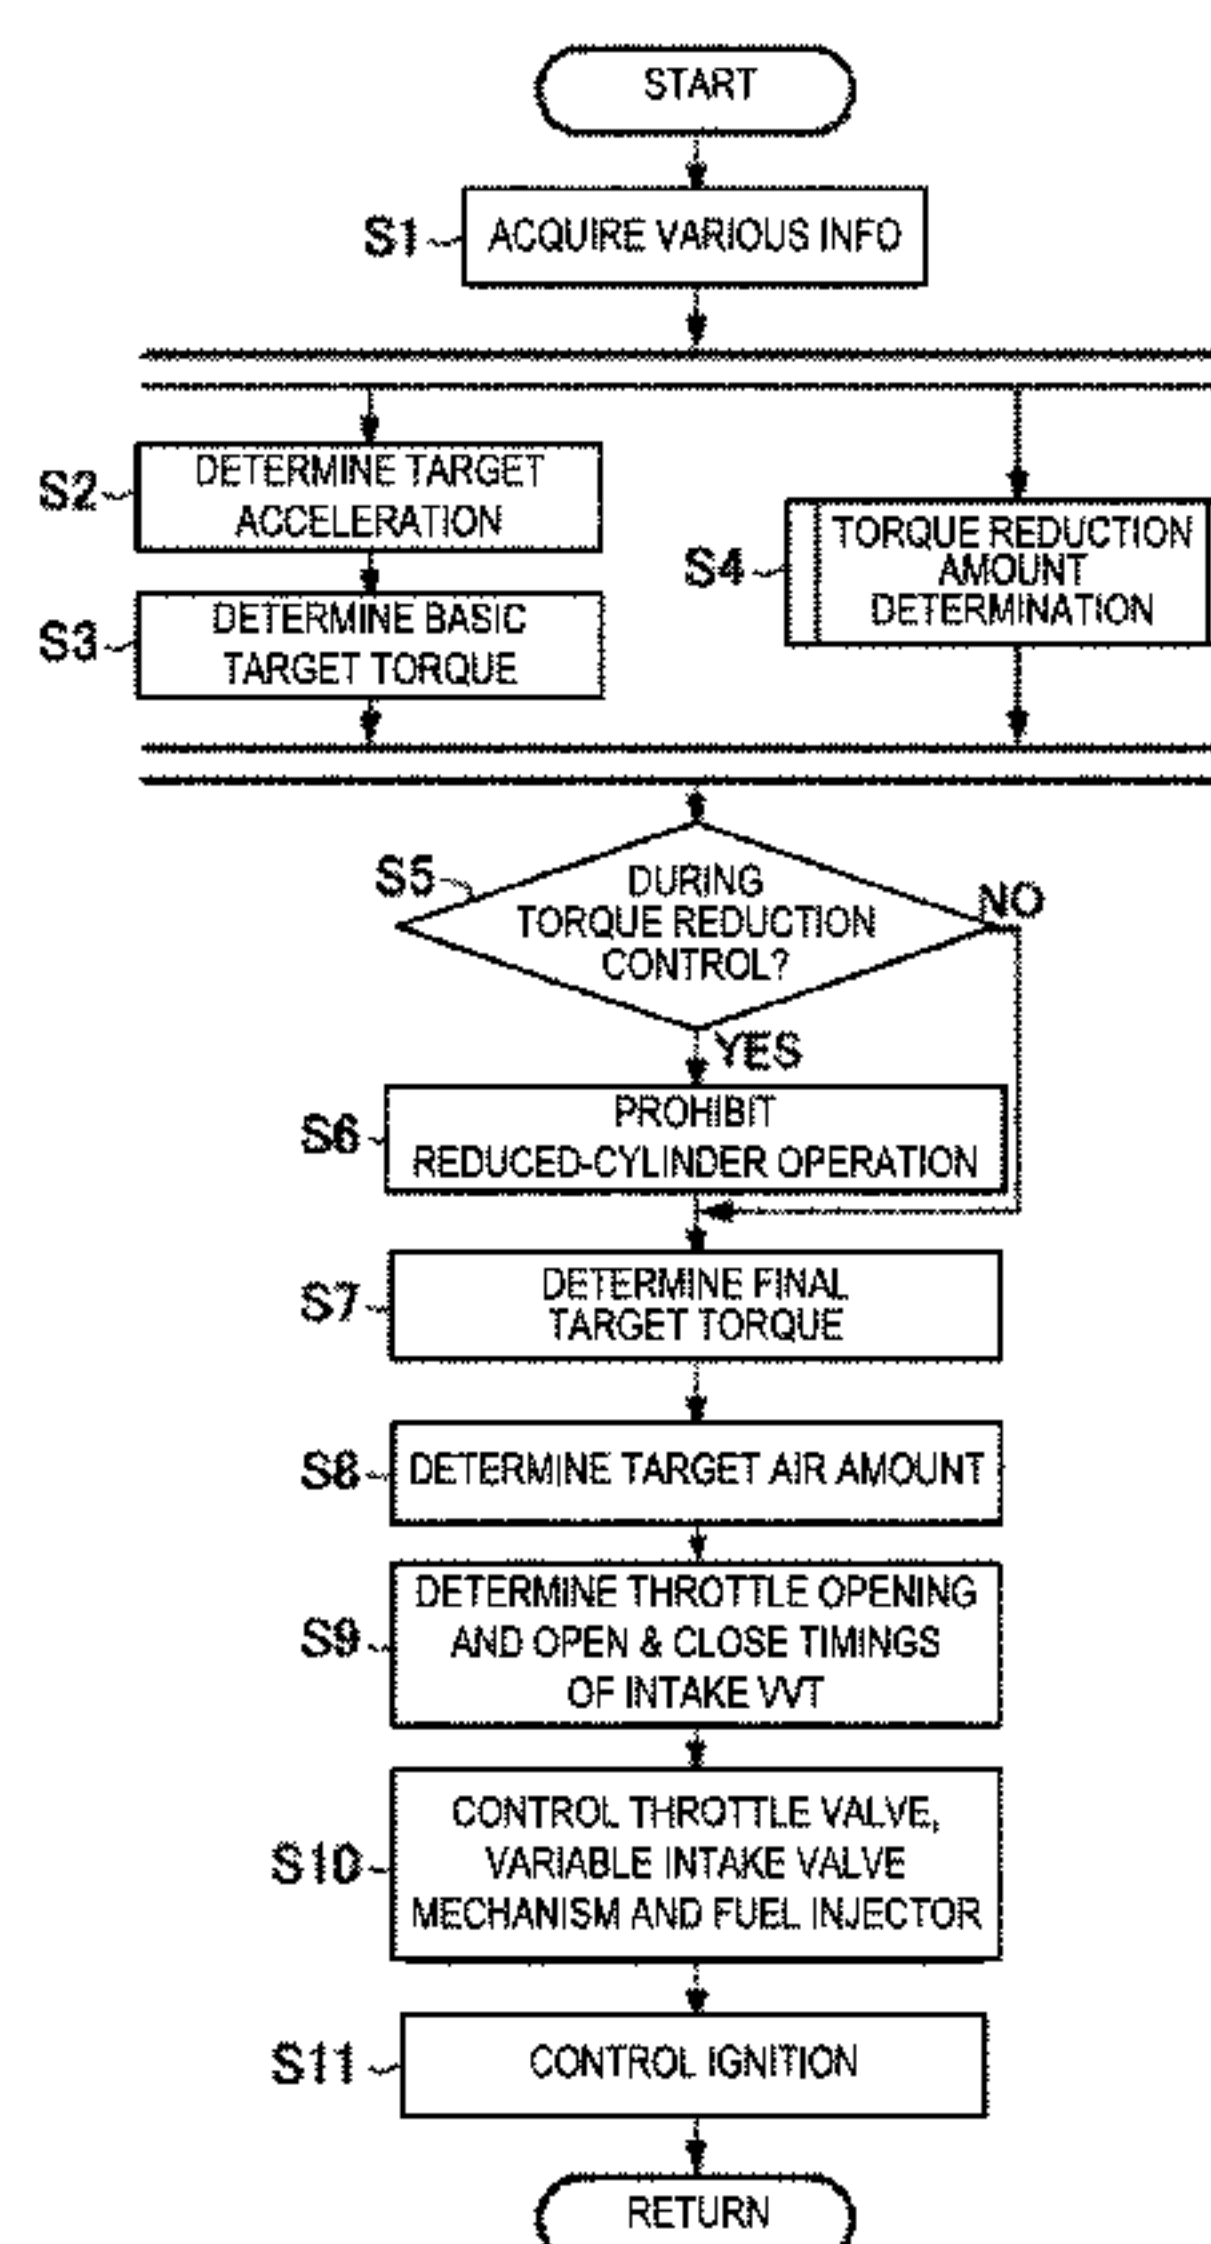 START
S1
ACQUIRE VARIOUS INFO
S2
DETERMINE TARGET
ACCELERATION
S3
DETERMINE BASIC
TARGET TORQUE
S4
TORQUE REDUCTION
AMOUNT
DETERMINATION
S5
DURING
TORQUE REDUCTION
CONTROL?
NO
YES
S6
PROHIBIT
REDUCED-CYLINDER OPERATION
S7
DETERMINE FINAL
TARGET TORQUE
S8
DETERMINE TARGET AIR AMOUNT
S9
DETERMINE THROTTLE OPENING
AND OPEN & CLOSE TIMINGS
OF INTAKE VVT
S10
CONTROL THROTTLE VALVE,
VARIABLE INTAKE VALVE
MECHANISM AND FUEL INJECTOR
S11
CONTROL IGNITION
RETURN